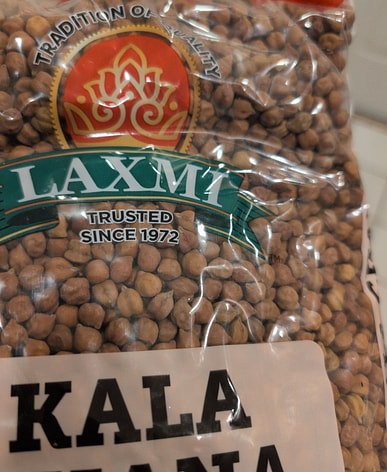 TRADITION OF QUALITY
LAXMI
TRUSTED
SINCE 1972
KALA